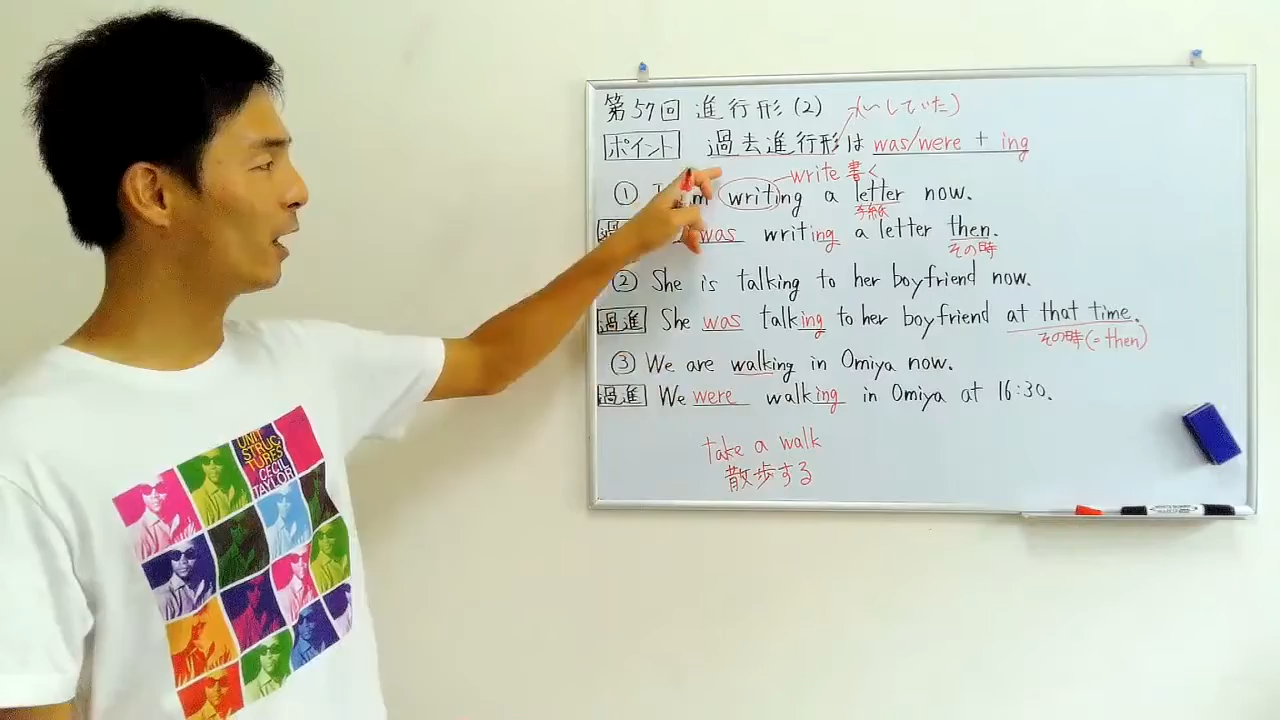 第57回 進行形(2) (〜していた)
ポイント 過去進行形は was/were + ing
write 書く
① writing a letter now.
手紙
was writing a letter then.
その時
② She is talking to her boyfriend now.
過進 She was talking to her boyfriend at that time.
その時(=then)
③ We are walking in Omiya now.
過進 We were walking in Omiya at 16:30.
take a walk
散歩する
UNIT
STRUC
TURES
CECIL
TAYLOR